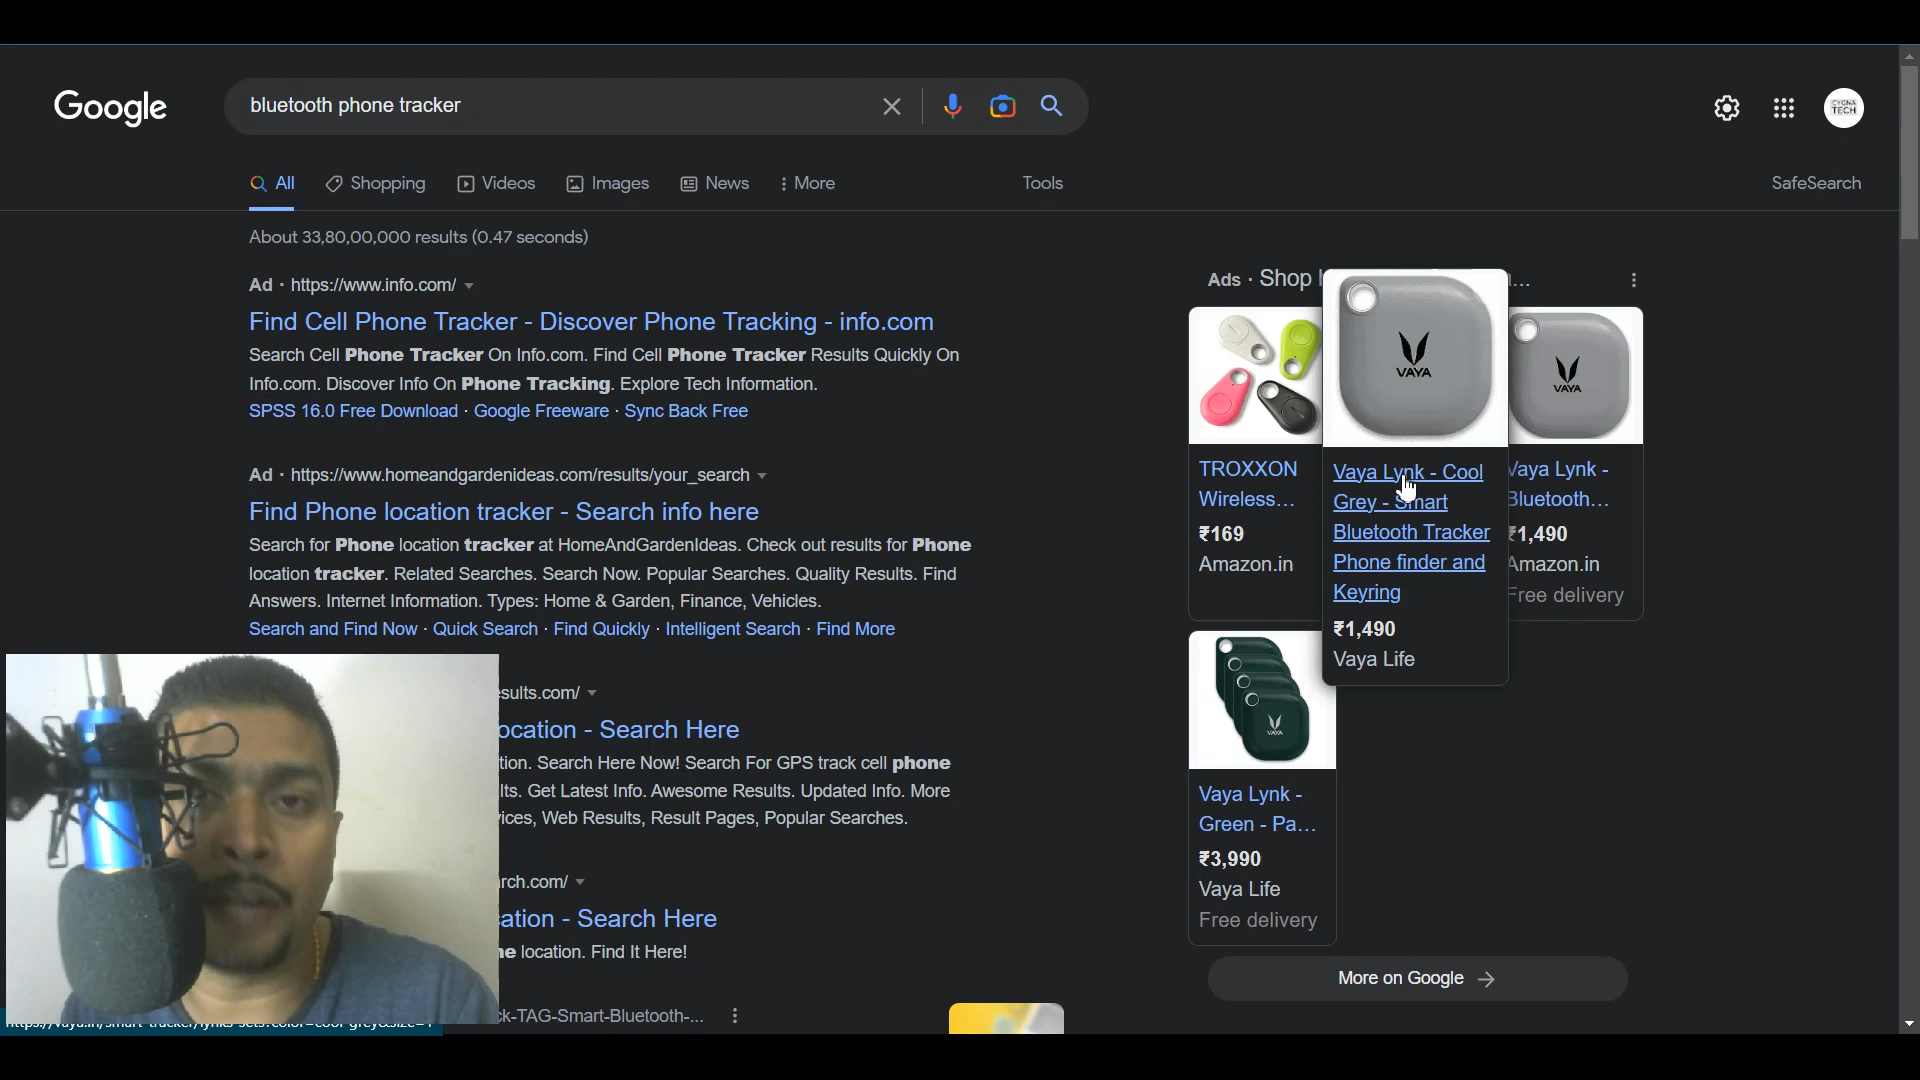 Google
bluetooth phone tracker
CYGNA
TECH
All
Shopping
Videos
Images
News
More
Tools
SafeSearch
About 33,80,00,000 results (0.47 seconds)
Ad · https://www.info.com/
Find Cell Phone Tracker - Discover Phone Tracking - info.com
Search Cell Phone Tracker On Info.com. Find Cell Phone Tracker Results Quickly On
Info.com. Discover Info On Phone Tracking. Explore Tech Information.
SPSS 16.0 Free Download · Google Freeware · Sync Back Free
Ad · https://www.homeandgardenideas.com/results/your_search
Find Phone location tracker - Search info here
Search for Phone location tracker at HomeAndGardenIdeas. Check out results for Phone
location tracker. Related Searches. Search Now. Popular Searches. Quality Results. Find
Answers. Internet Information. Types: Home & Garden, Finance, Vehicles.
Search and Find Now · Quick Search · Find Quickly · Intelligent Search · Find More
esults.com/
ocation - Search Here
tion. Search Here Now! Search For GPS track cell phone
lts. Get Latest Info. Awesome Results. Updated Info. More
vices, Web Results, Result Pages, Popular Searches.
rch.com/
cation - Search Here
ne location. Find It Here!
ck-TAG-Smart-Bluetooth-...
Ads · Shop
...
TROXXON
Wireless...
₹169
Amazon.in
VAYA
Vaya Lynk - Cool
Grey - Smart
Bluetooth Tracker
Phone finder and
Keyring
₹1,490
Vaya Life
VAYA
Vaya Lynk -
Bluetooth...
₹1,490
Amazon.in
Free delivery
VAYA
Vaya Lynk -
Green - Pa...
₹3,990
Vaya Life
Free delivery
More on Google